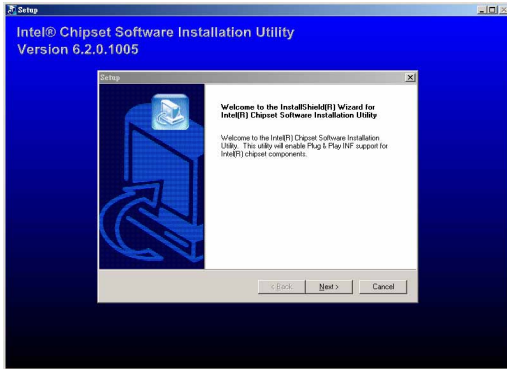 Setup
Intel® Chipset Software Installation Utility
Version 6.2.0.1005
Setup
Welcome to the InstallShield(R) Wizard for
Intel(R) Chipset Software Installation Utility
Welcome to the Intel(R) Chipset Software Installation
Utility. This utility will enable Plug & Play INF support for
Intel(R) chipset components.
< Back
Next >
Cancel